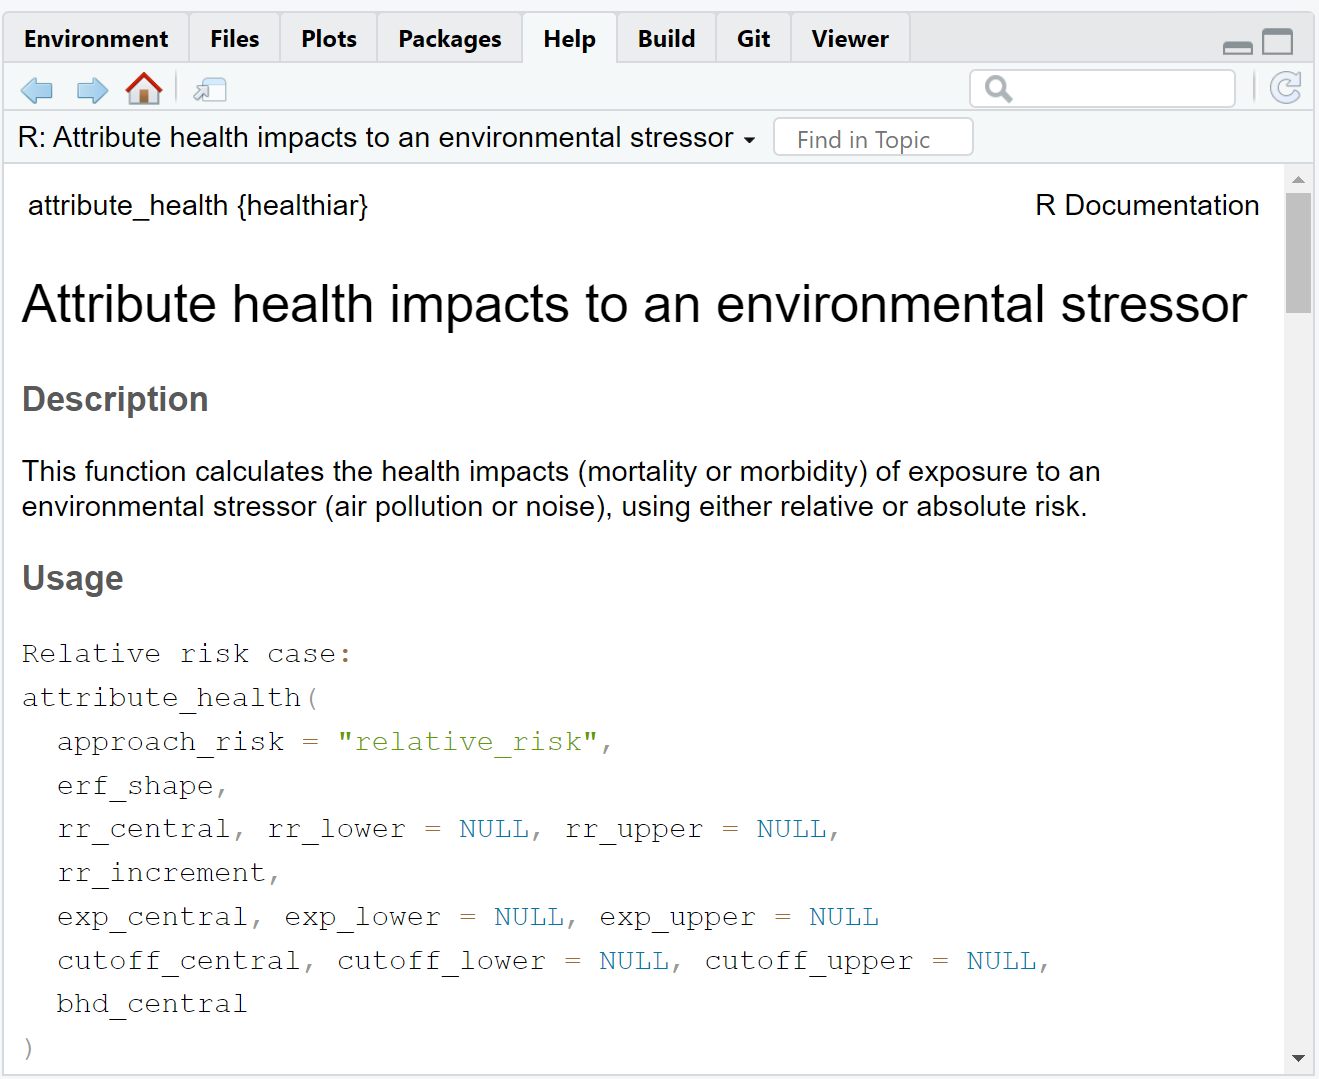 Environment Files Plots Packages Help Build Git Viewer
R: Attribute health impacts to an environmental stressor Find in Topic
attribute_health {healthiar} R Documentation
Attribute health impacts to an environmental stressor
Description
This function calculates the health impacts (mortality or morbidity) of exposure to an
environmental stressor (air pollution or noise), using either relative or absolute risk.
Usage
Relative risk case:
attribute_health(
  approach_risk = "relative_risk",
  erf_shape,
  rr_central, rr_lower = NULL, rr_upper = NULL,
  rr_increment,
  exp_central, exp_lower = NULL, exp_upper = NULL
  cutoff_central, cutoff_lower = NULL, cutoff_upper = NULL,
  bhd_central
)